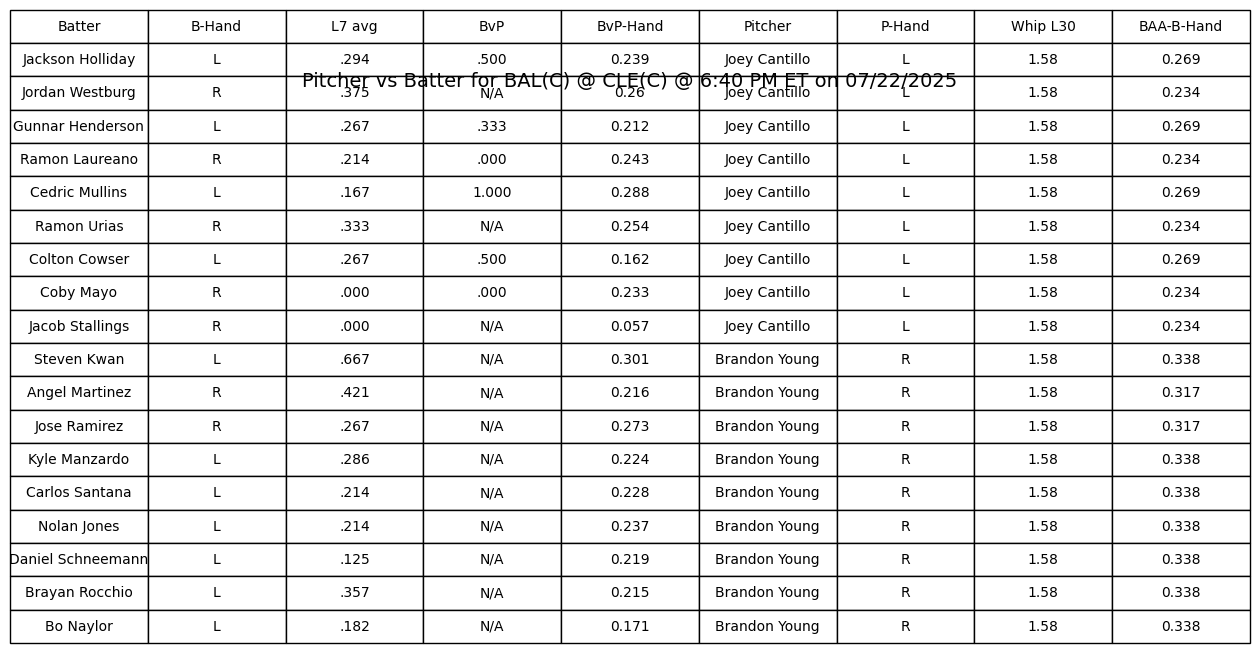 Batter B-Hand L7 avg BvP BvP-Hand Pitcher P-Hand Whip L30 BAA-B-Hand
Jackson Holliday L .294 .500 0.239 Joey Cantillo L 1.58 0.269
Pitcher vs Batter for BAL(C) @ CLE(C) @ 6:40 PM ET on 07/22/2025
Jordan Westburg R .375 N/A 0.26 Joey Cantillo L 1.58 0.234
Gunnar Henderson L .267 .333 0.212 Joey Cantillo L 1.58 0.269
Ramon Laureano R .214 .000 0.243 Joey Cantillo L 1.58 0.234
Cedric Mullins L .167 1.000 0.288 Joey Cantillo L 1.58 0.269
Ramon Urias R .333 N/A 0.254 Joey Cantillo L 1.58 0.234
Colton Cowser L .267 .500 0.162 Joey Cantillo L 1.58 0.269
Coby Mayo R .000 .000 0.233 Joey Cantillo L 1.58 0.234
Jacob Stallings R .000 N/A 0.057 Joey Cantillo L 1.58 0.234
Steven Kwan L .667 N/A 0.301 Brandon Young R 1.58 0.338
Angel Martinez R .421 N/A 0.216 Brandon Young R 1.58 0.317
Jose Ramirez R .267 N/A 0.273 Brandon Young R 1.58 0.317
Kyle Manzardo L .286 N/A 0.224 Brandon Young R 1.58 0.338
Carlos Santana L .214 N/A 0.228 Brandon Young R 1.58 0.338
Nolan Jones L .214 N/A 0.237 Brandon Young R 1.58 0.338
Daniel Schneemann L .125 N/A 0.219 Brandon Young R 1.58 0.338
Brayan Rocchio L .357 N/A 0.215 Brandon Young R 1.58 0.338
Bo Naylor L .182 N/A 0.171 Brandon Young R 1.58 0.338